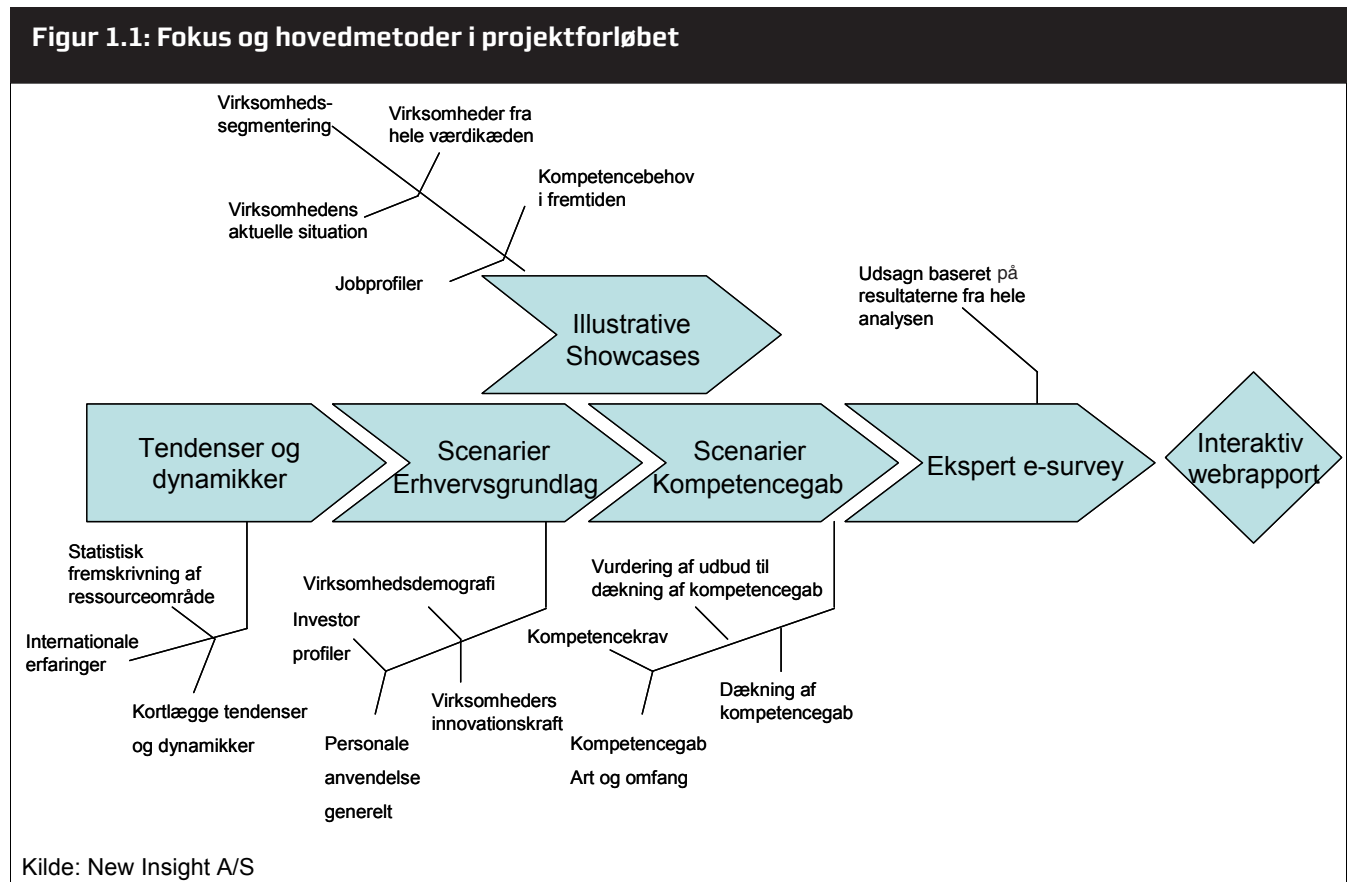 Figur 1.1: Fokus og hovedmetoder i projektforløbet
Virksomheds-
segmentering
Virksomheder fra
hele værdikæden
Virksomhedens
aktuelle situation
Kompetencebehov
i fremtiden
Jobprofiler
Illustrative
Showcases
Udsagn baseret på
resultaterne fra hele
analysen
Tendenser og
dynamikker
Scenarier
Erhvervsgrundlag
Scenarier
Kompetencegab
Ekspert e-survey
Interaktiv
webrapport
Statistisk
fremskrivning af
ressourceområde
Internationale
erfaringer
Kortlægge tendenser
og dynamikker
Virksomhedsdemografi
Investor
profiler
Virksomheders
innovationskraft
Personale
anvendelse
generelt
Vurdering af udbud til
dækning af kompetencegab
Kompetencekrav
Dækning af
kompetencegab
Kompetencegab
Art og omfang
Kilde: New Insight A/S